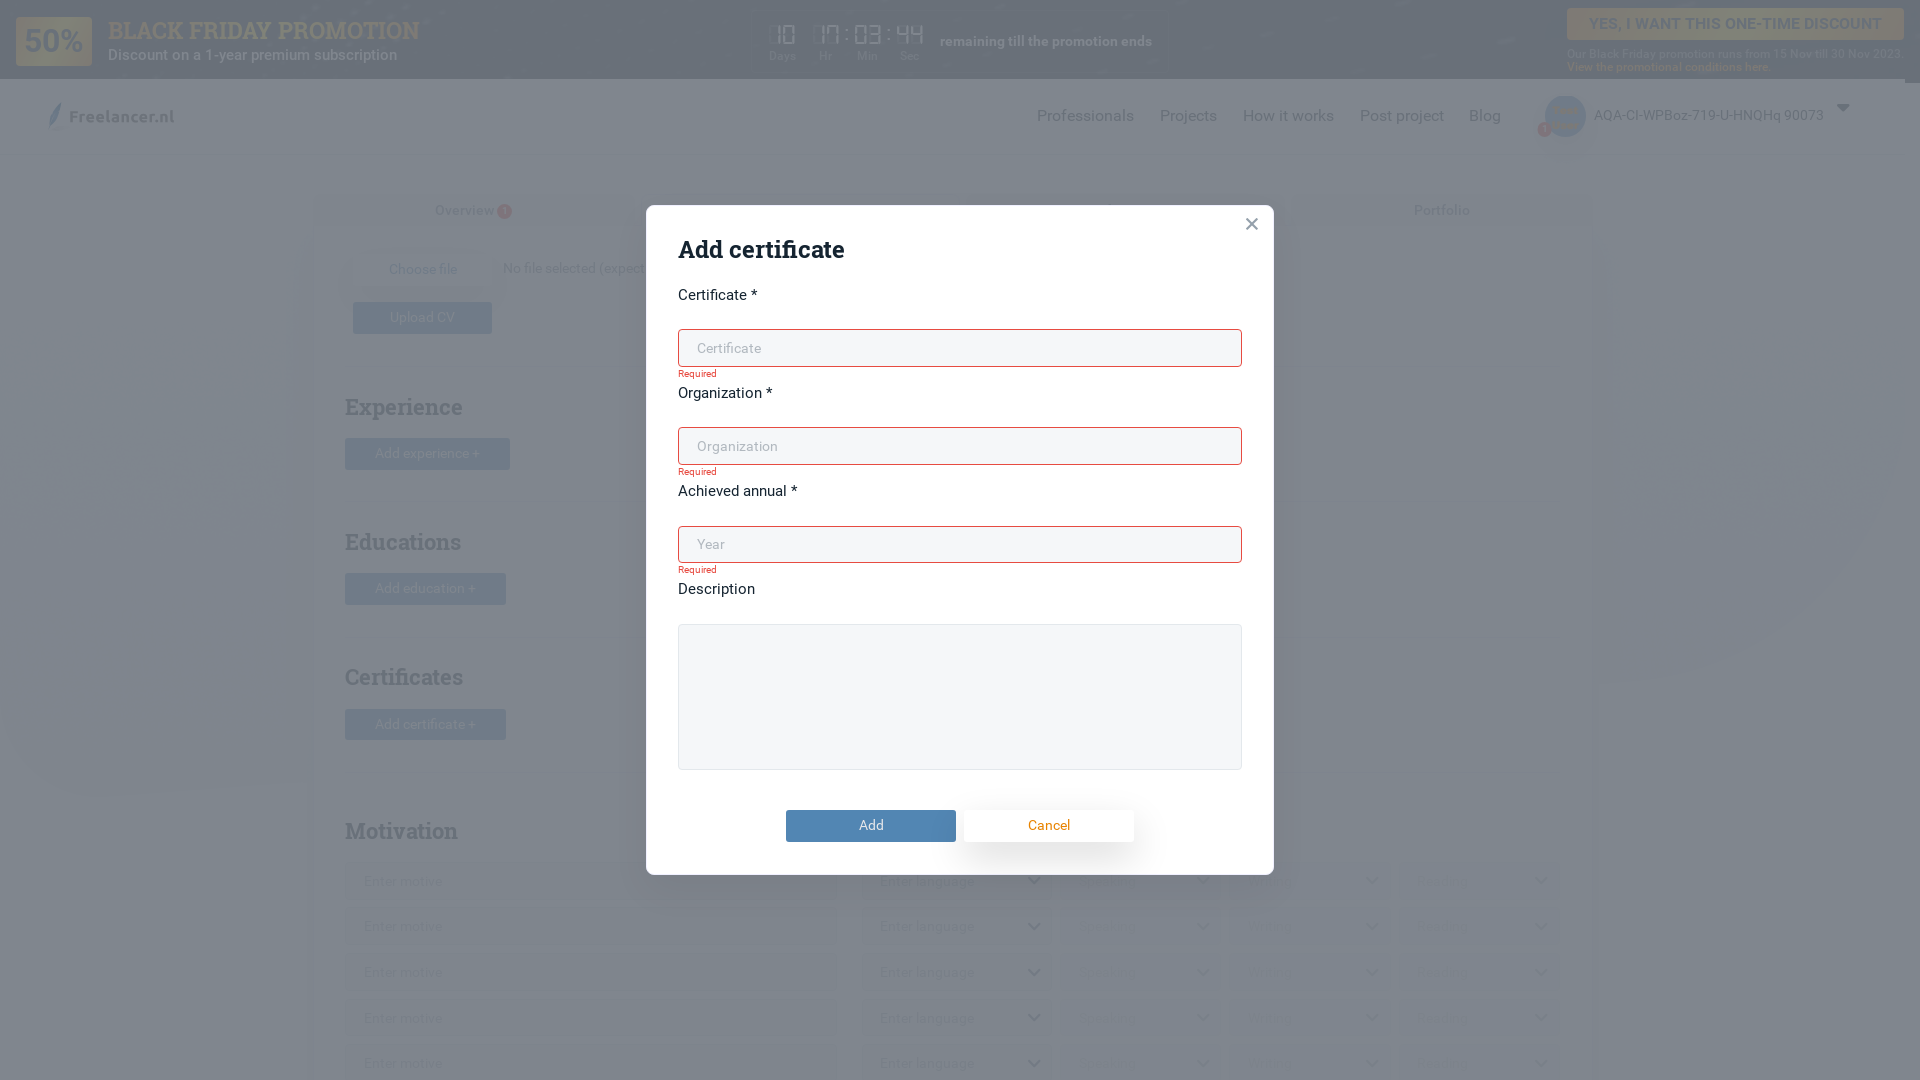 50%
BLACK FRIDAY PROMOTION
Discount on a 1-year premium subscription
10 17:03:44
Days Hr Min Sec
remaining till the promotion ends
YES, I WANT THIS ONE-TIME DISCOUNT
Our Black Friday promotion runs from 15 Nov till 30 Nov 2023.
View the promotional conditions here.
Freelancer.nl
Professionals
Projects
How it works
Post project
Blog
AQA-CI-WPBoz-719-U-HNQHq 90073
Overview
Portfolio
Choose file
No file selected (expect
Upload CV
Experience
Add experience +
Educations
Add education +
Certificates
Add certificate +
Motivation
Enter motive
Enter language
Enter motive
Enter language
Enter motive
Enter language
Enter motive
Enter language
Enter motive
Enter language
Add certificate
Certificate *
Certificate
Required
Organization *
Organization
Required
Achieved annual *
Year
Required
Description
Add
Cancel